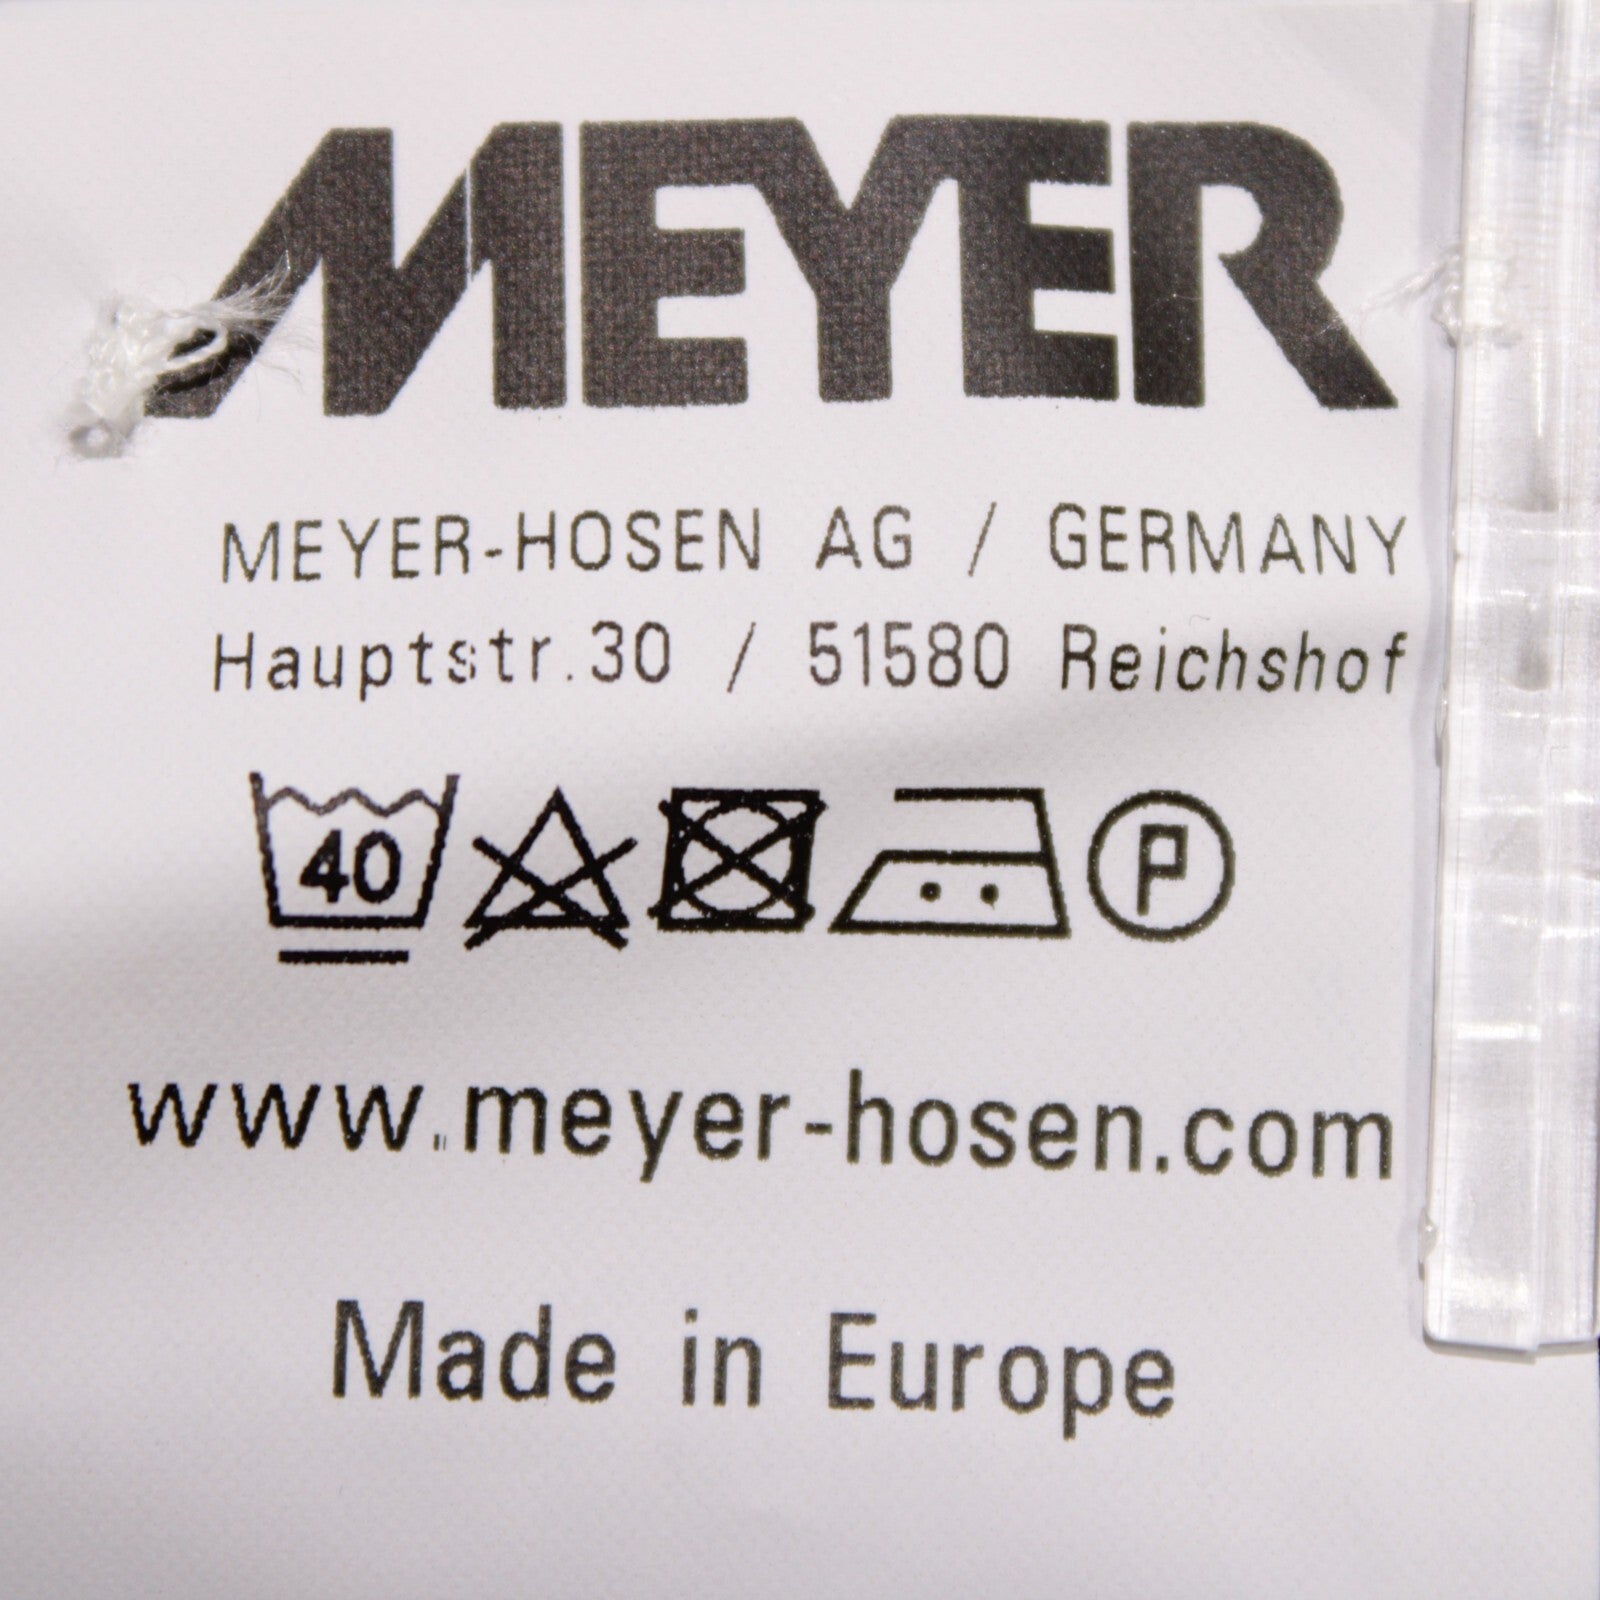 MEYER
MEYER-HOSEN AG / GERMANY
Hauptstr.30 / 51580 Reichshof
40 P
www.meyer-hosen.com
Made in Europe